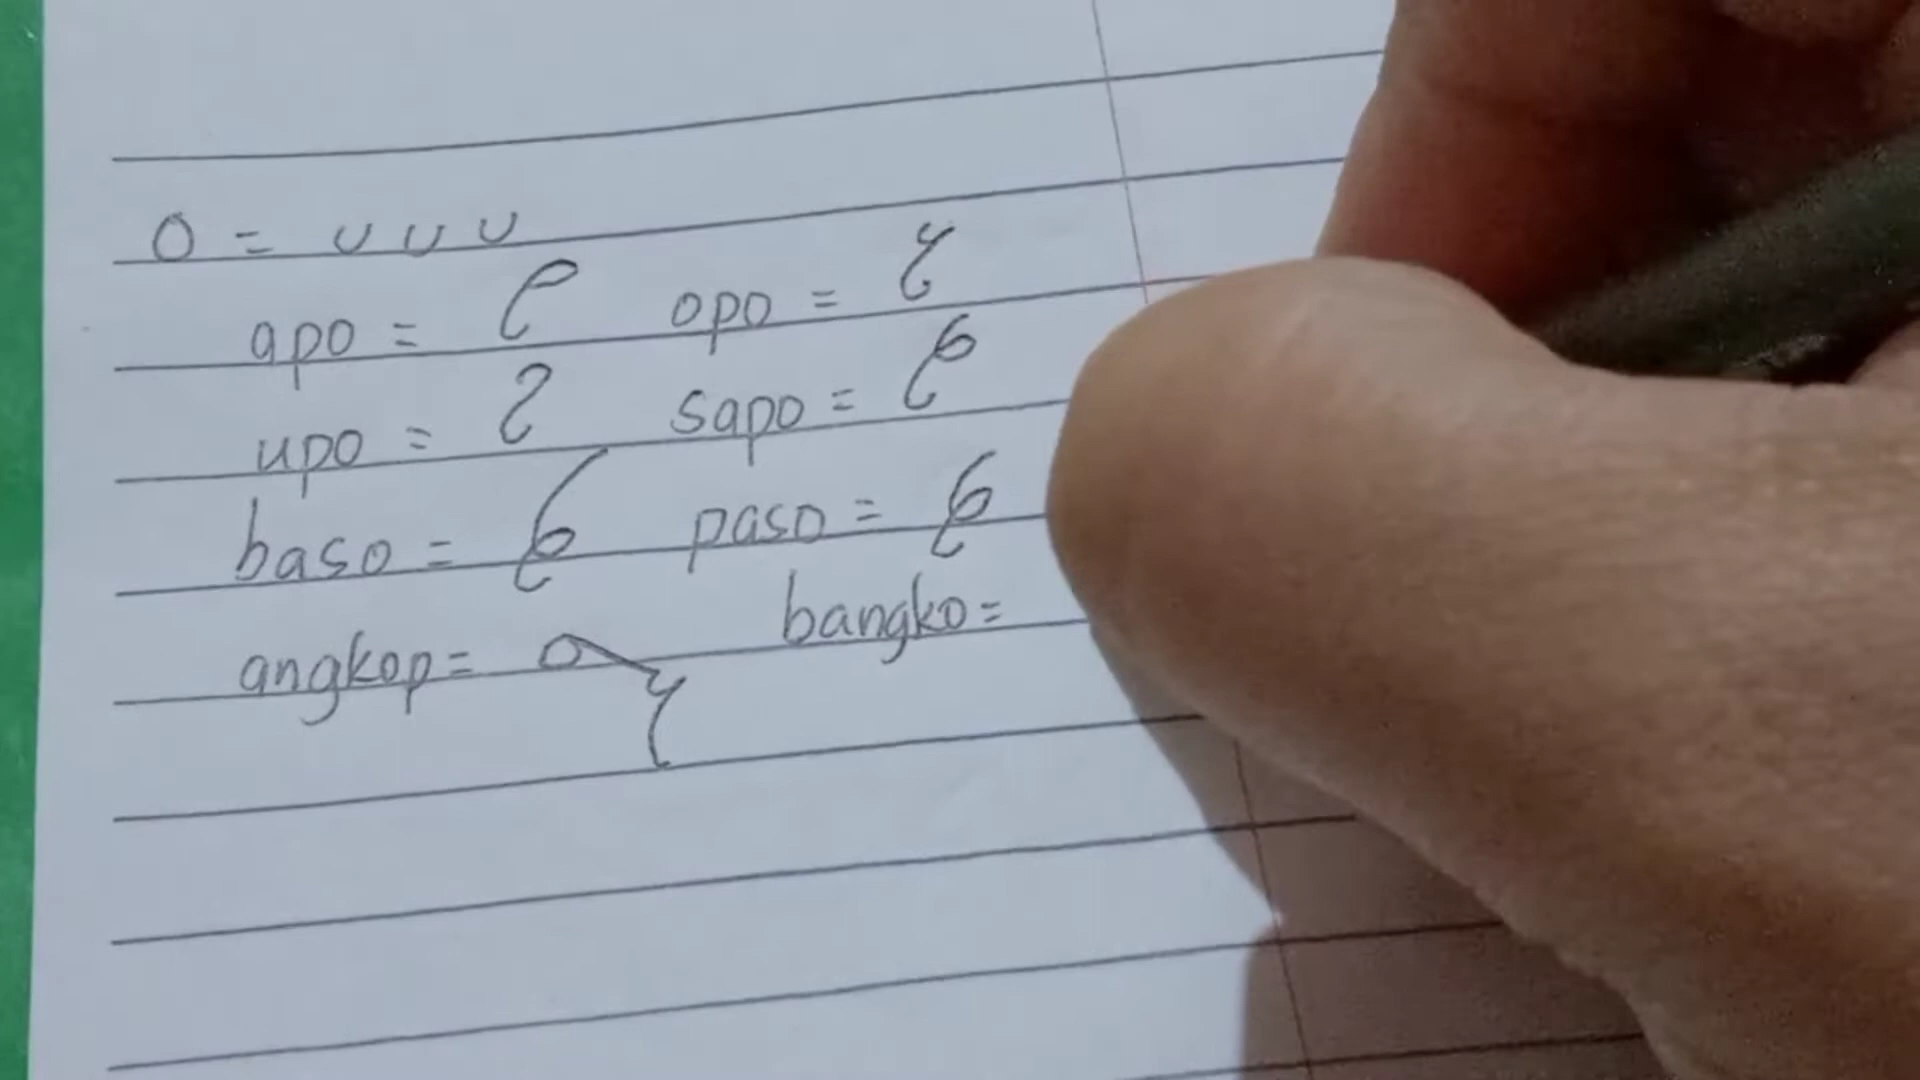 O = υ υ υ
apo = opo =
upo = sapo =
baso = paso =
angkop = bangko =